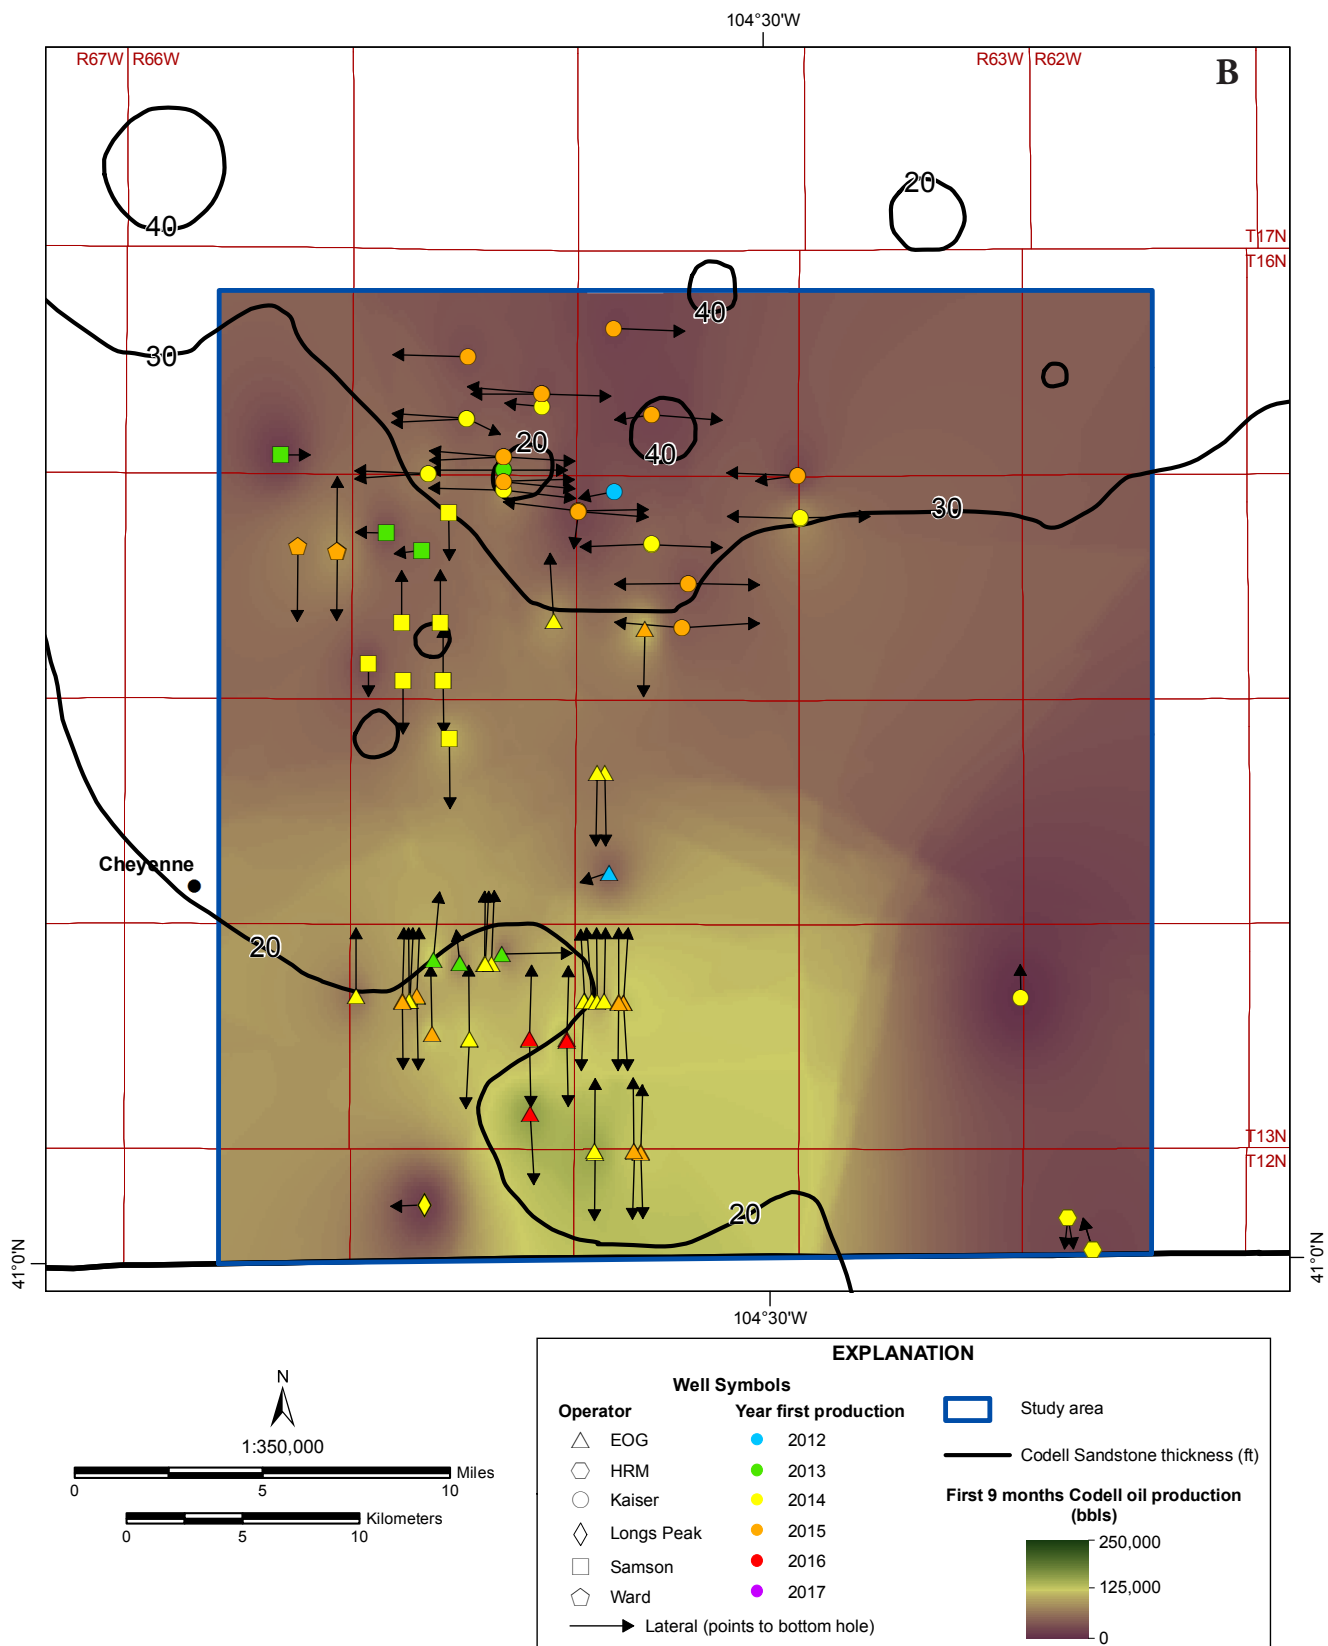 104°30'W
R67W R66W
R63W R62W
B
40
20
T17N
T16N
40
30
20
40
30
Cheyenne
20
T13N
T12N
20
41°0'N
41°0'N
104°30'W
N
1:350,000
Miles
0 5 10
Kilometers
0 5 10
EXPLANATION
Well Symbols
Operator
EOG
HRM
Kaiser
Longs Peak
Samson
Ward
Year first production
2012
2013
2014
2015
2016
2017
Lateral (points to bottom hole)
Study area
Codell Sandstone thickness (ft)
First 9 months Codell oil production
(bbls)
250,000
125,000
0